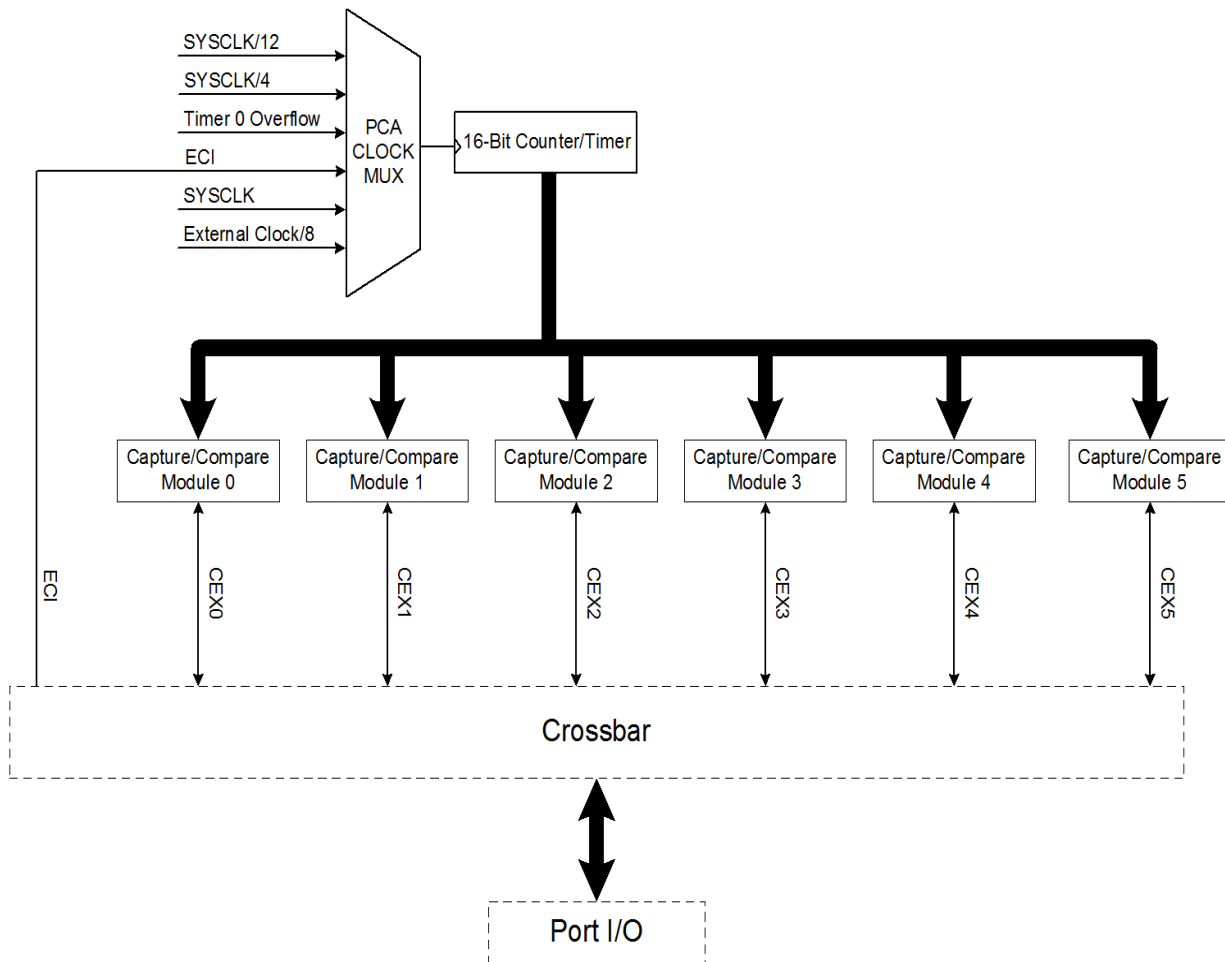 SYSCLK/12
SYSCLK/4
Timer 0 Overflow
ECI
SYSCLK
External Clock/8
PCA
CLOCK
MUX
16-Bit Counter/Timer
Capture/Compare
Module 0
Capture/Compare
Module 1
Capture/Compare
Module 2
Capture/Compare
Module 3
Capture/Compare
Module 4
Capture/Compare
Module 5
ECI
CEX0
CEX1
CEX2
CEX3
CEX4
CEX5
Crossbar
Port I/O